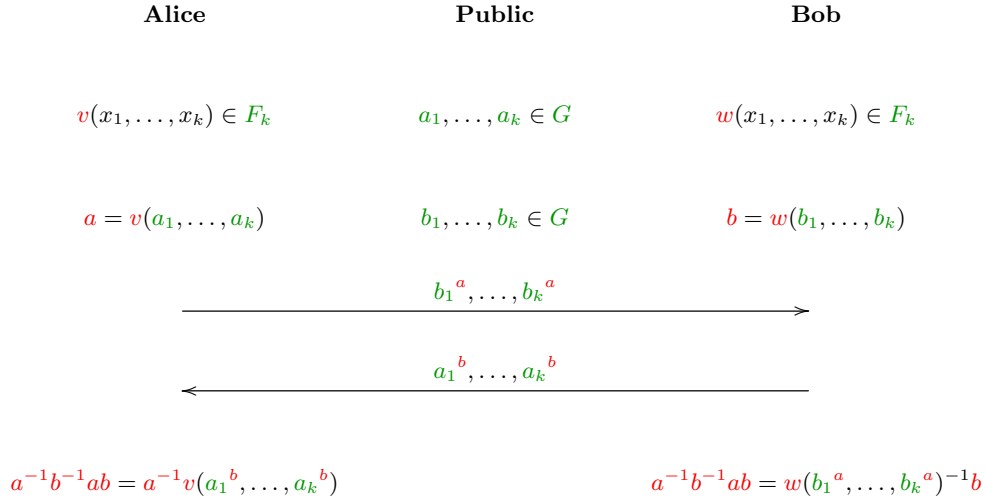 Alice Public Bob
v(x₁, . . . , xₖ) ∈ Fₖ a₁, . . . , aₖ ∈ G w(x₁, . . . , xₖ) ∈ Fₖ
a = v(a₁, . . . , aₖ) b₁, . . . , bₖ ∈ G b = w(b₁, . . . , bₖ)
b₁ᵃ, . . . , bₖᵃ
a₁ᵇ, . . . , aₖᵇ
a⁻¹b⁻¹ab = a⁻¹v(a₁ᵇ, . . . , aₖᵇ) a⁻¹b⁻¹ab = w(b₁ᵃ, . . . , bₖᵃ)⁻¹b